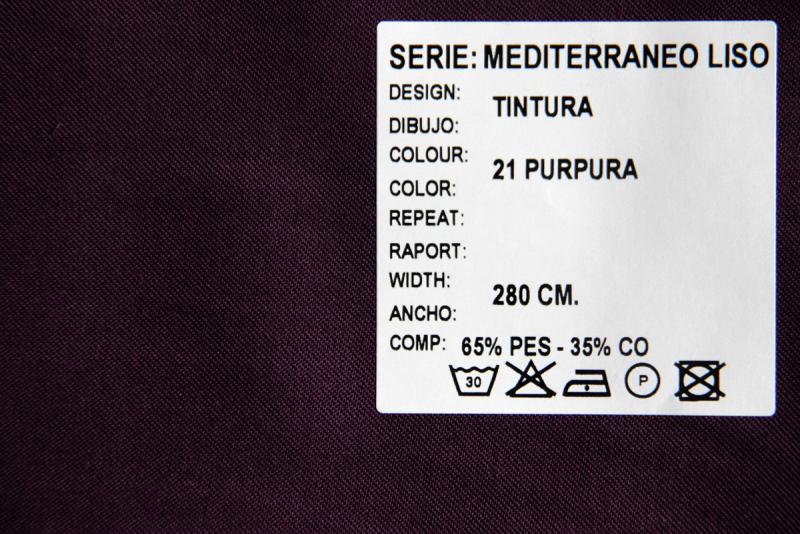 SERIE: MEDITERRANEO LISO
DESIGN:
TINTURA
DIBUJO:
COLOUR:
21 PURPURA
COLOR:
REPEAT:
RAPORT:
WIDTH:
280 CM.
ANCHO:
COMP: 65% PES - 35% CO
30 P